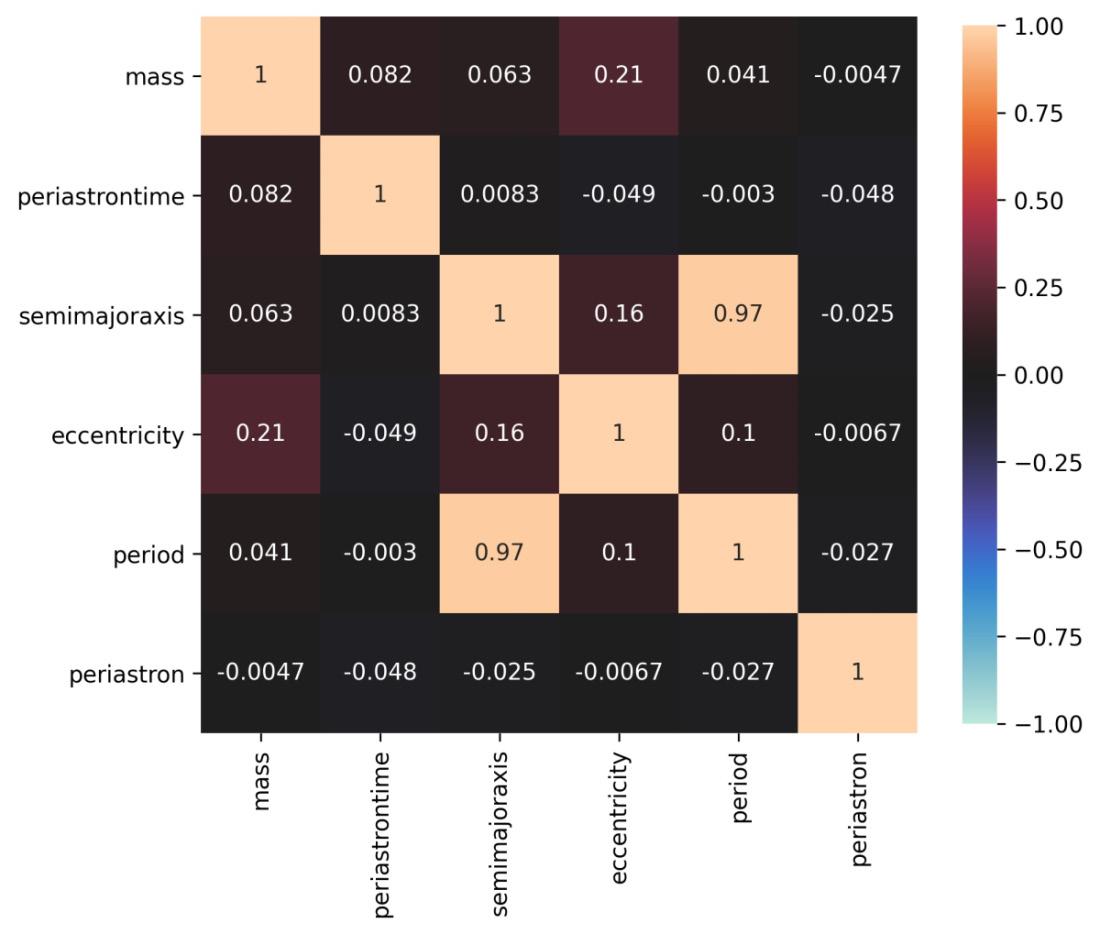 mass 1 0.082 0.063 0.21 0.041 -0.0047
periastrontime 0.082 1 0.0083 -0.049 -0.003 -0.048
semimajoraxis 0.063 0.0083 1 0.16 0.97 -0.025
eccentricity 0.21 -0.049 0.16 1 0.1 -0.0067
period 0.041 -0.003 0.97 0.1 1 -0.027
periastron -0.0047 -0.048 -0.025 -0.0067 -0.027 1
mass
periastrontime
semimajoraxis
eccentricity
period
periastron
1.00
0.75
0.50
0.25
0.00
−0.25
−0.50
−0.75
−1.00